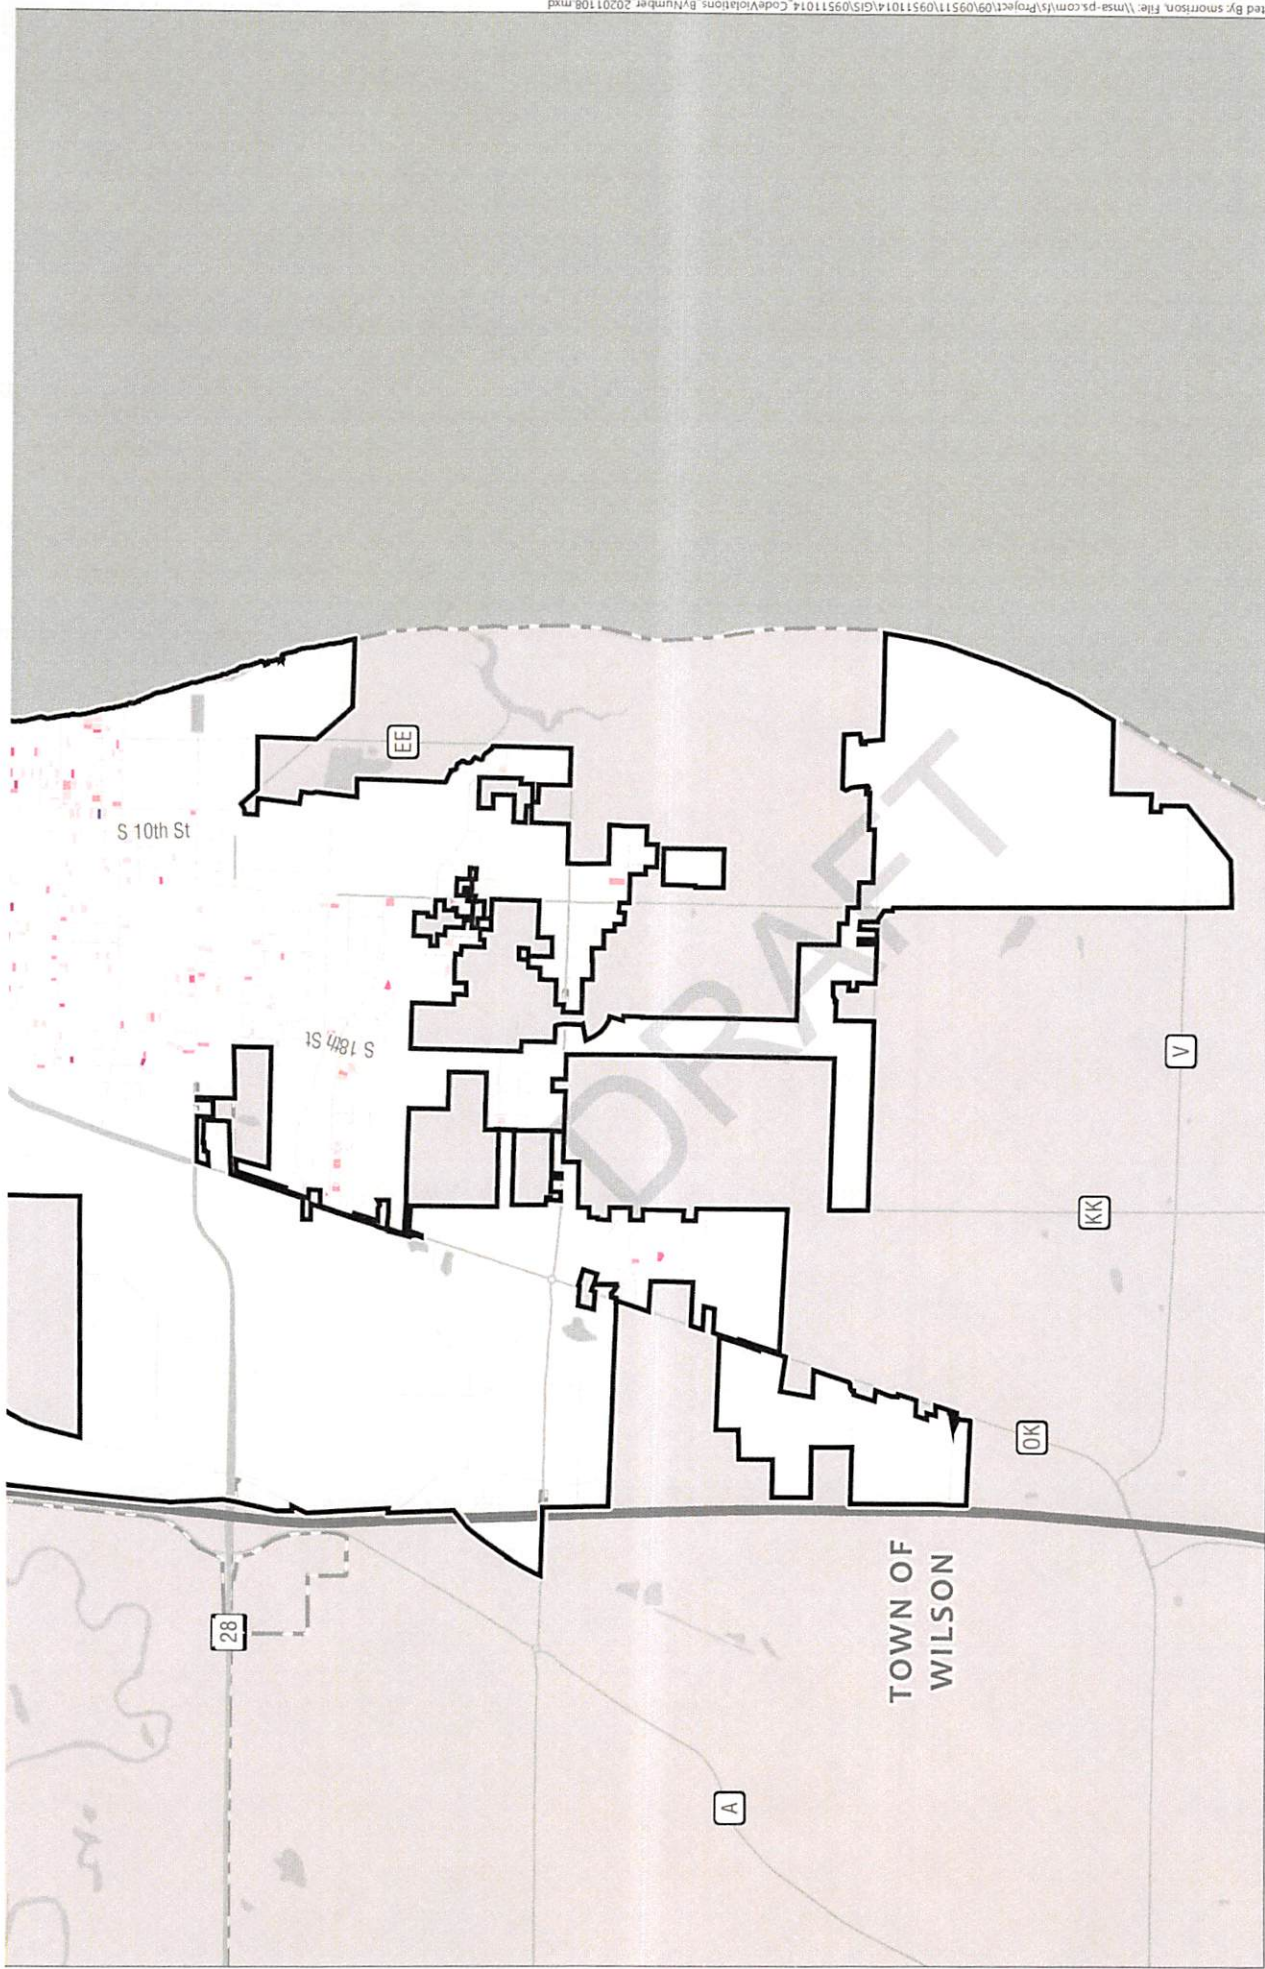 ted By: smorrison, File: \\msa-ps.com\fs\Project\09\09511\09511014\GIS\09511014_CodeViolations_ByNumber_20201108.mxd
S 10th St
EE
S 18th St
28
DRAFT
V
KK
OK
TOWN OF
WILSON
A